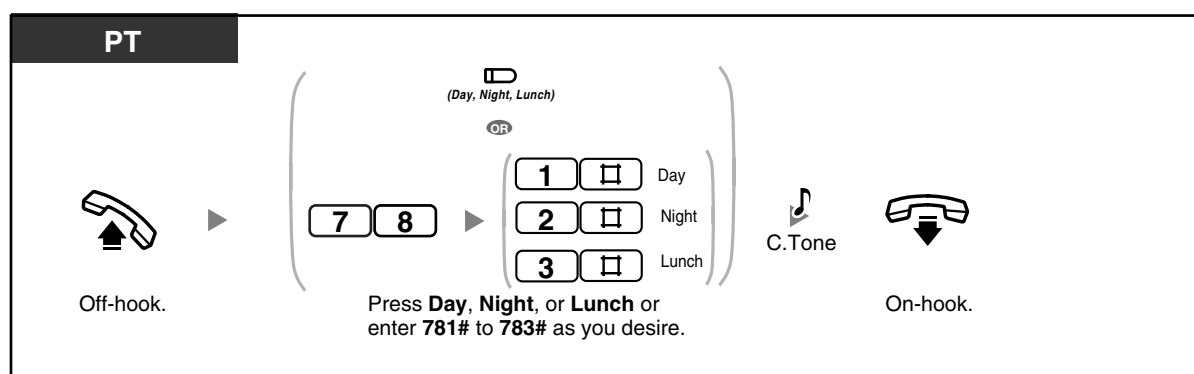 PT
(Day, Night, Lunch)
OR
1 # Day
7 8 2 # Night
3 # Lunch
C.Tone
Off-hook.
Press Day, Night, or Lunch or
enter 781# to 783# as you desire.
On-hook.